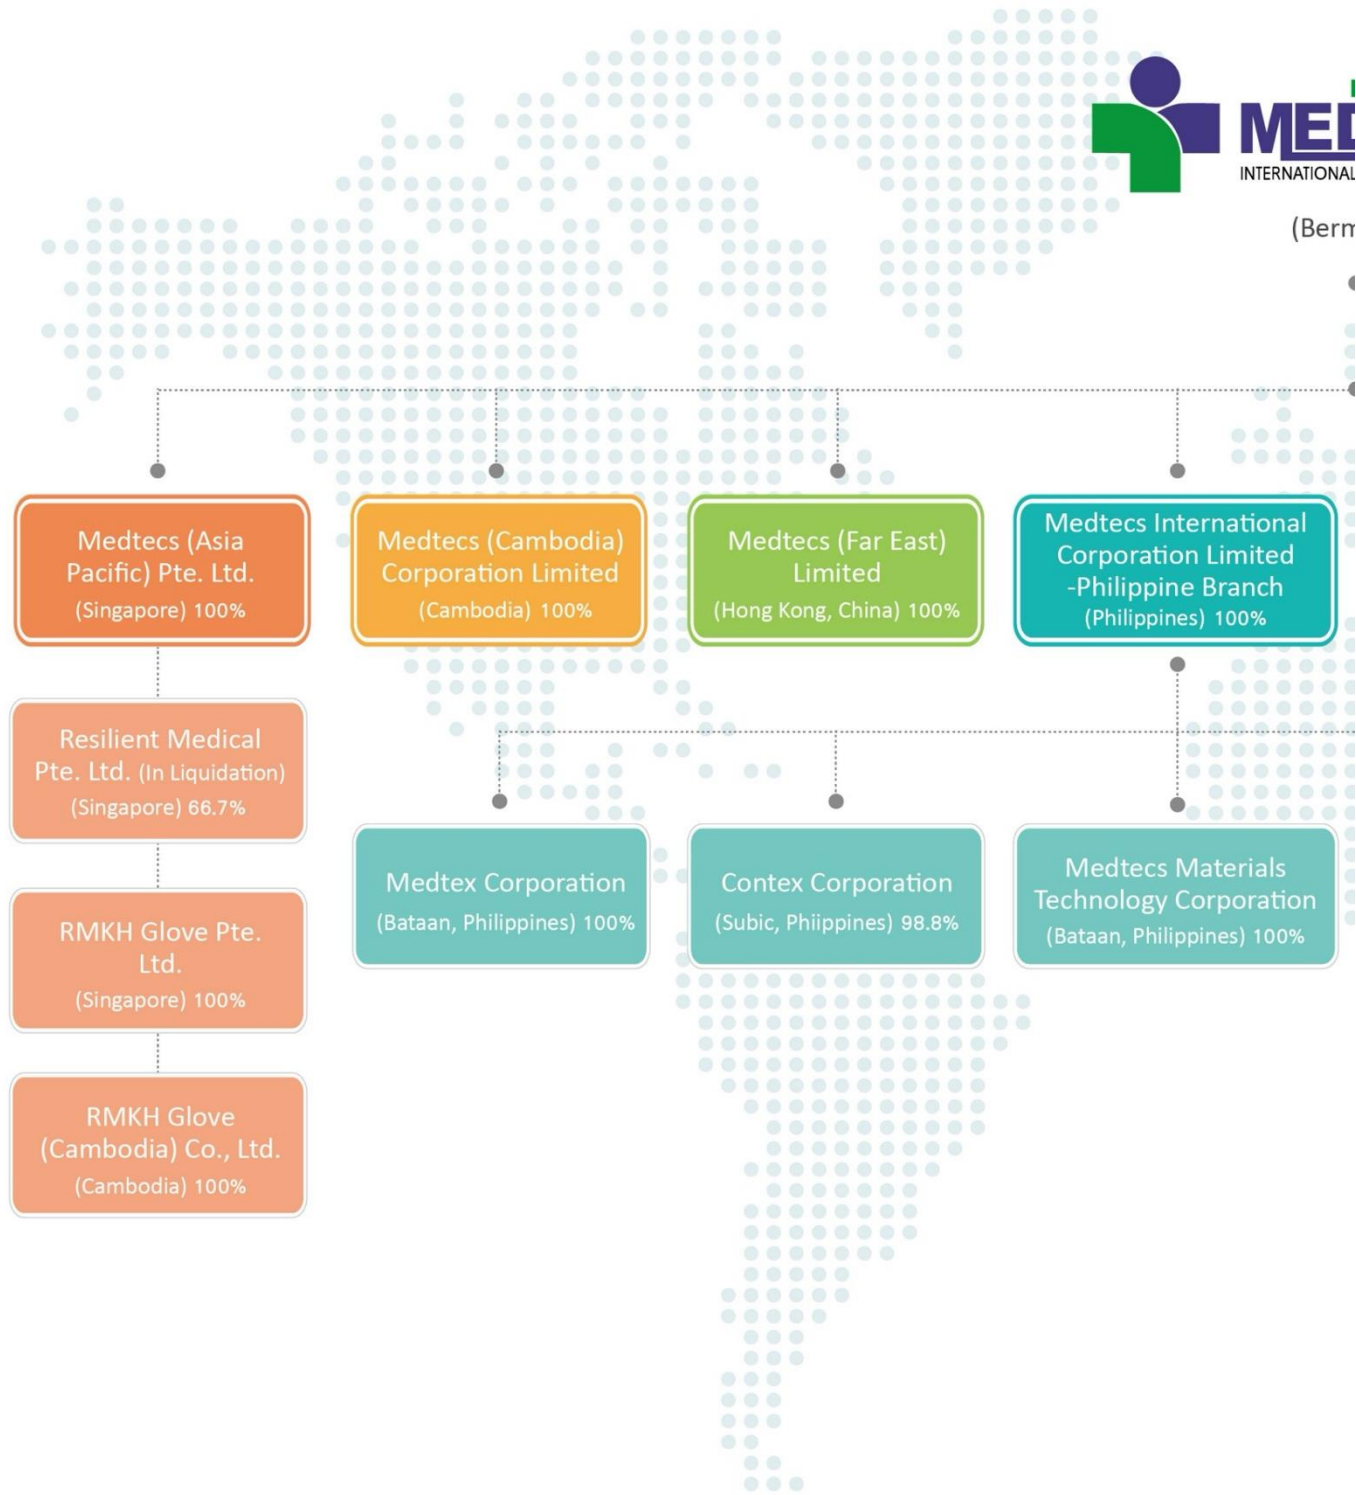 MED
INTERNATIONAL
(Berm
Medtecs (Asia
Pacific) Pte. Ltd.
(Singapore) 100%
Medtecs (Cambodia)
Corporation Limited
(Cambodia) 100%
Medtecs (Far East)
Limited
(Hong Kong, China) 100%
Medtecs International
Corporation Limited
-Philippine Branch
(Philippines) 100%
Resilient Medical
Pte. Ltd. (In Liquidation)
(Singapore) 66.7%
RMKH Glove Pte.
Ltd.
(Singapore) 100%
RMKH Glove
(Cambodia) Co., Ltd.
(Cambodia) 100%
Medtex Corporation
(Bataan, Philippines) 100%
Contex Corporation
(Subic, Phiippines) 98.8%
Medtecs Materials
Technology Corporation
(Bataan, Philippines) 100%